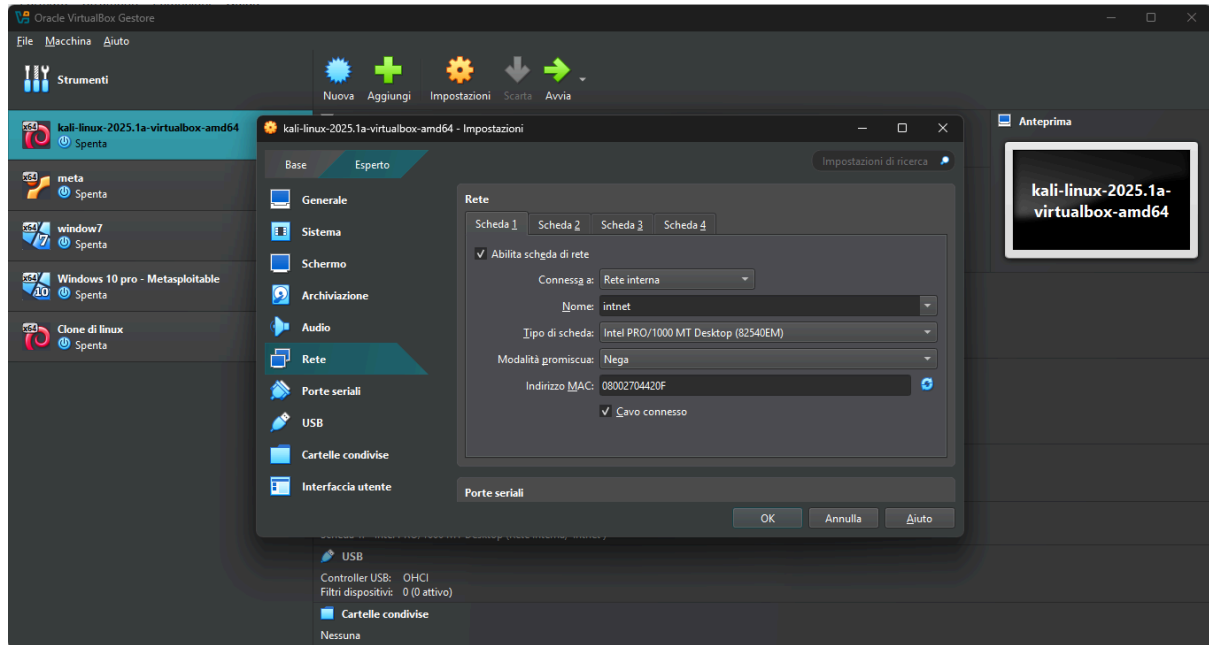 Oracle VirtualBox Gestore
File Macchina Aiuto
Strumenti
Nuova Aggiungi Impostazioni Scarta Avvia
kali-linux-2025.1a-virtualbox-amd64
Spenta
meta
Spenta
window7
Spenta
Windows 10 pro - Metasploitable
Spenta
Clone di linux
Spenta
kali-linux-2025.1a-virtualbox-amd64 - Impostazioni
Base Esperto
Impostazioni di ricerca
Generale
Sistema
Schermo
Archiviazione
Audio
Rete
Porte seriali
USB
Cartelle condivise
Interfaccia utente
Rete
Scheda 1 Scheda 2 Scheda 3 Scheda 4
Abilita scheda di rete
Connessa a: Rete interna
Nome: intnet
Tipo di scheda: Intel PRO/1000 MT Desktop (82540EM)
Modalità promiscua: Nega
Indirizzo MAC: 08002704420F
Cavo connesso
Porte seriali
OK Annulla Aiuto
Anteprima
kali-linux-2025.1a-
virtualbox-amd64
USB
Controller USB: OHCI
Filtri dispositivi: 0 (0 attivo)
Cartelle condivise
Nessuna